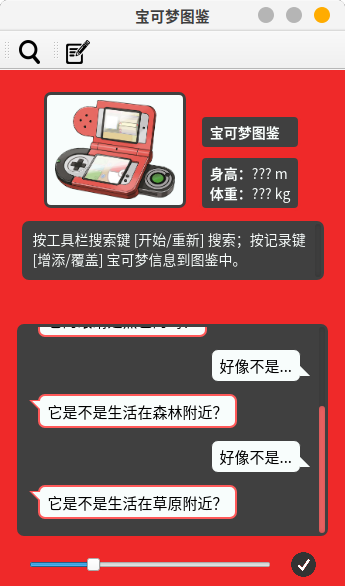 宝可梦图鉴
宝可梦图鉴
身高：??? m
体重：??? kg
按工具栏搜索键 [开始/重新] 搜索；按记录键
[增添/覆盖] 宝可梦信息到图鉴中。
好像不是...
它是不是生活在森林附近?
好像不是...
它是不是生活在草原附近?